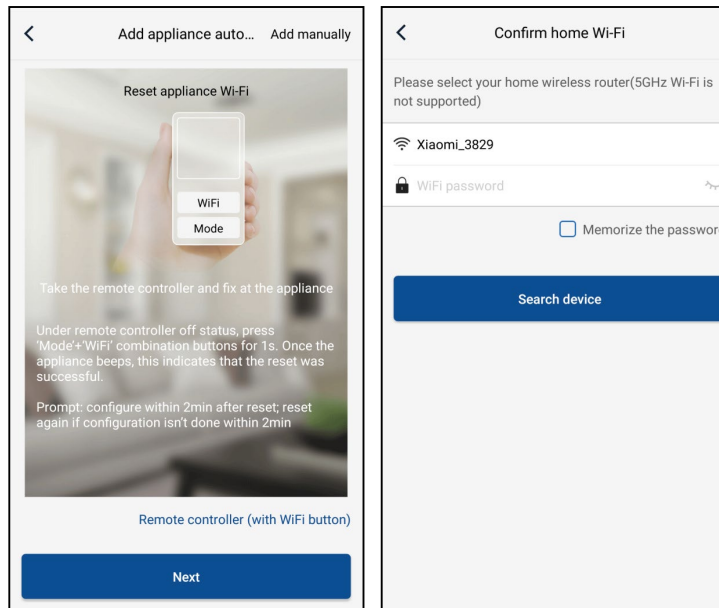 Add appliance auto... Add manually
Reset appliance Wi-Fi
WiFi
Mode
Take the remote controller and fix at the appliance
Under remote controller off status, press
'Mode'+'WiFi' combination buttons for 1s. Once the
appliance beeps, this indicates that the reset was
successful.
Prompt: configure within 2min after reset; reset
again if configuration isn't done within 2min
Remote controller (with WiFi button)
Next
Confirm home Wi-Fi
Please select your home wireless router(5GHz Wi-Fi is
not supported)
Xiaomi_3829
WiFi password
Memorize the passwor
Search device